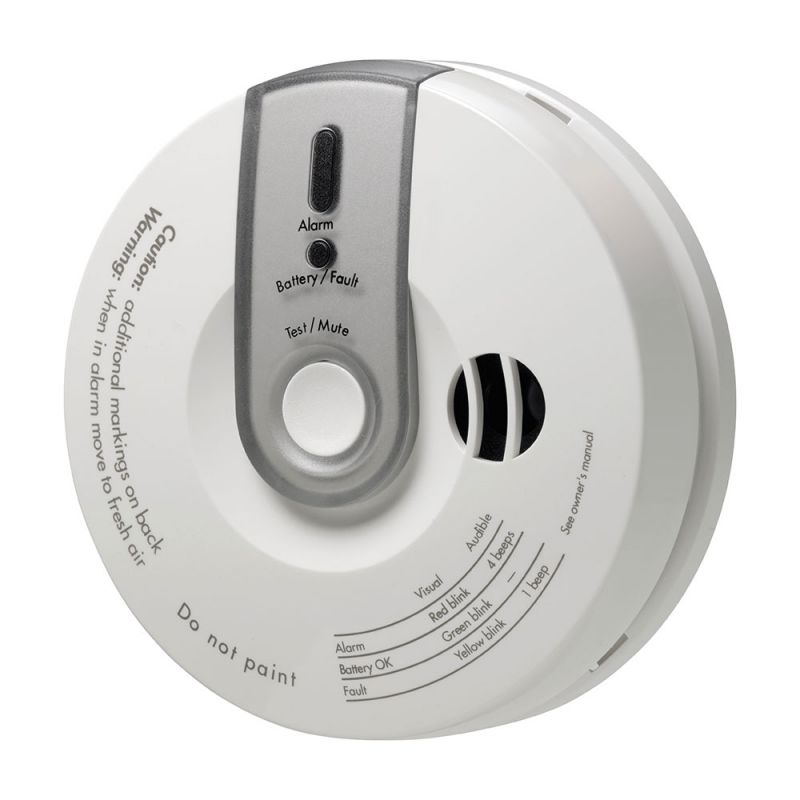 Alarm
Battery / Fault
Test / Mute
Caution: additional markings on back
Warning: when in alarm move to fresh air
Do not paint
Visual Audible
Alarm Red blink 4 beeps
Battery OK Green blink —
Fault Yellow blink 1 beep
See owner's manual